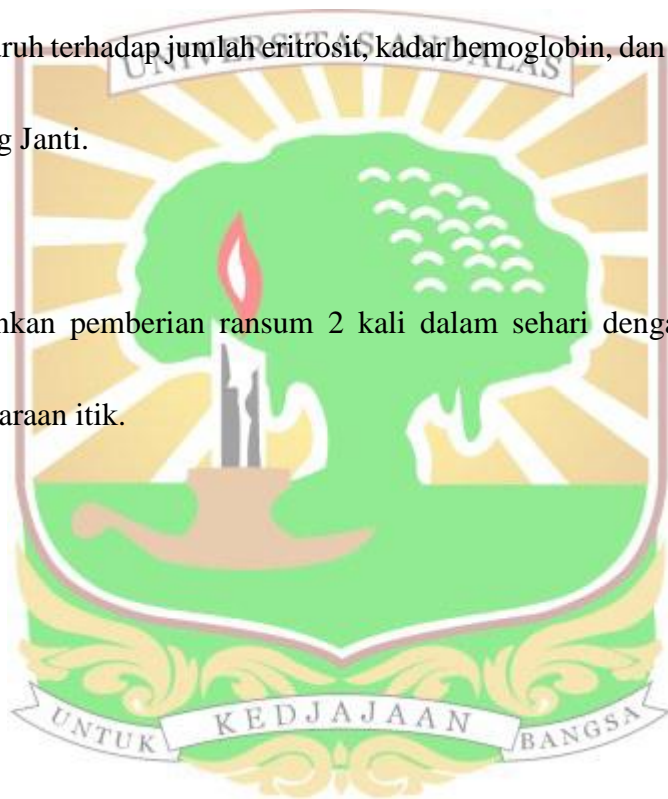 ruh terhadap jumlah eritrosit, kadar hemoglobin, dan
UNIVERSITAS ANDALAS
g Janti.
nkan pemberian ransum 2 kali dalam sehari denga
araan itik.
UNTUK KEDJAJAAN BANGSA